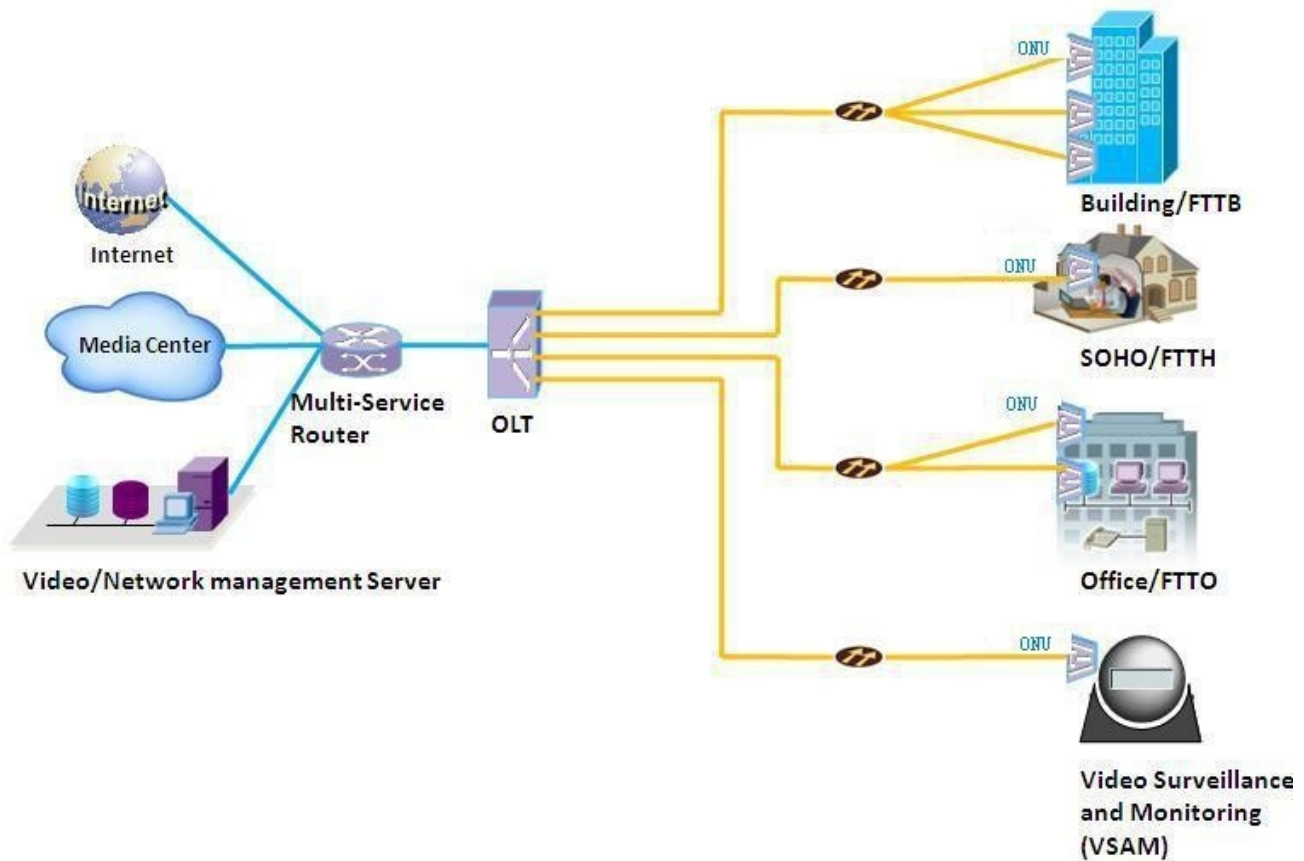 ONU
Building/FTTB
Internet
Internet
ONU
SOHO/FTTH
Media Center
Multi-Service
Router
OLT
ONU
Office/FTTO
Video/Network management Server
ONU
Video Surveillance
and Monitoring
(VSAM)